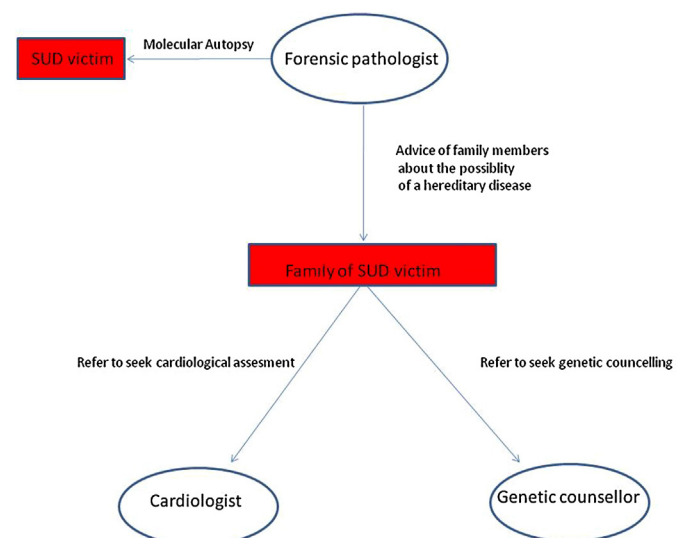 Molecular Autopsy
SUD victim
Forensic pathologist
Advice of family members
about the possiblity
of a hereditary disease
Family of SUD victim
Refer to seek cardiological assesment
Refer to seek genetic councelling
Cardiologist
Genetic counsellor